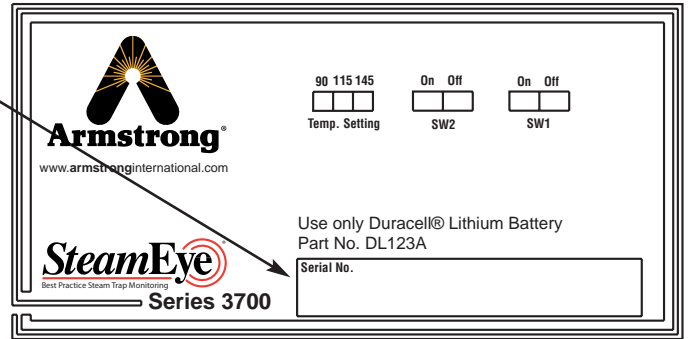 Armstrong®
www.armstronginternational.com
90 115 145
Temp. Setting
On Off
SW2
On Off
SW1
Use only Duracell® Lithium Battery
Part No. DL123A
SteamEye®
Best Practice Steam Trap Monitoring
Series 3700
Serial No.